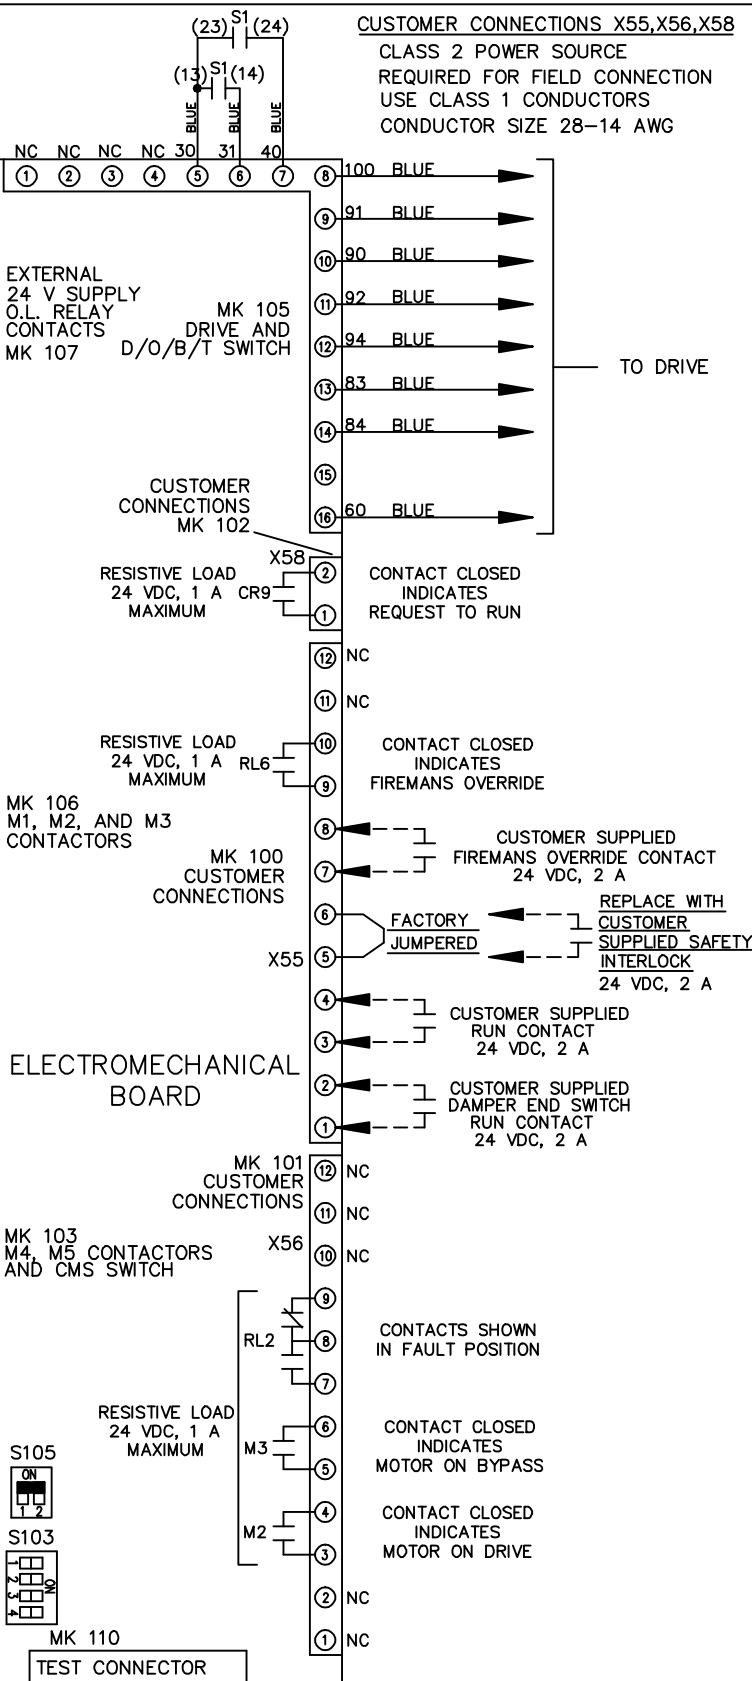 CUSTOMER CONNECTIONS X55,X56,X58
CLASS 2 POWER SOURCE
REQUIRED FOR FIELD CONNECTION
USE CLASS 1 CONDUCTORS
CONDUCTOR SIZE 28-14 AWG
(23) S1 (24)
(13) S1 (14)
BLUE BLUE BLUE
NC NC NC NC 30 31 40
1 2 3 4 5 6 7 8 100 BLUE
9 91 BLUE
10 90 BLUE
11 92 BLUE
12 94 BLUE
13 83 BLUE
14 84 BLUE
15
16 60 BLUE
TO DRIVE
EXTERNAL
24 V SUPPLY
O.L. RELAY
CONTACTS
MK 107
MK 105
DRIVE AND
D/O/B/T SWITCH
CUSTOMER
CONNECTIONS
MK 102
X58
RESISTIVE LOAD
24 VDC, 1 A
MAXIMUM
CR9
2
1
CONTACT CLOSED
INDICATES
REQUEST TO RUN
12 NC
11 NC
RESISTIVE LOAD
24 VDC, 1 A
MAXIMUM
RL6
10
9
CONTACT CLOSED
INDICATES
FIREMANS OVERRIDE
MK 106
M1, M2, AND M3
CONTACTORS
MK 100
CUSTOMER
CONNECTIONS
8
7
CUSTOMER SUPPLIED
FIREMANS OVERRIDE CONTACT
24 VDC, 2 A
6
5
X55
FACTORY
JUMPERED
REPLACE WITH
CUSTOMER
SUPPLIED SAFETY
INTERLOCK
24 VDC, 2 A
4
3
CUSTOMER SUPPLIED
RUN CONTACT
24 VDC, 2 A
ELECTROMECHANICAL
BOARD
2
1
CUSTOMER SUPPLIED
DAMPER END SWITCH
RUN CONTACT
24 VDC, 2 A
MK 101
CUSTOMER
CONNECTIONS
12 NC
11 NC
X56
10 NC
MK 103
M4, M5 CONTACTORS
AND CMS SWITCH
9
8
7
RL2
CONTACTS SHOWN
IN FAULT POSITION
RESISTIVE LOAD
24 VDC, 1 A
MAXIMUM
M3
6
5
CONTACT CLOSED
INDICATES
MOTOR ON BYPASS
M2
4
3
CONTACT CLOSED
INDICATES
MOTOR ON DRIVE
2 NC
1 NC
S105
ON
1 2
S103
1
2
3
4
ON
MK 110
TEST CONNECTOR